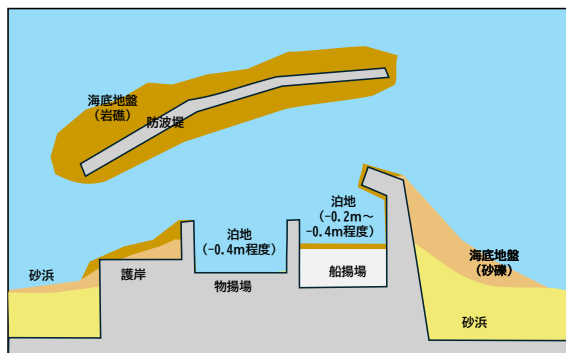 海底地盤
（岩礁）
防波堤
泊地
（-0.2m～
-0.4m程度）
泊地
（-0.4m程度）
砂浜
護岸
物揚場
船揚場
海底地盤
（砂礫）
砂浜